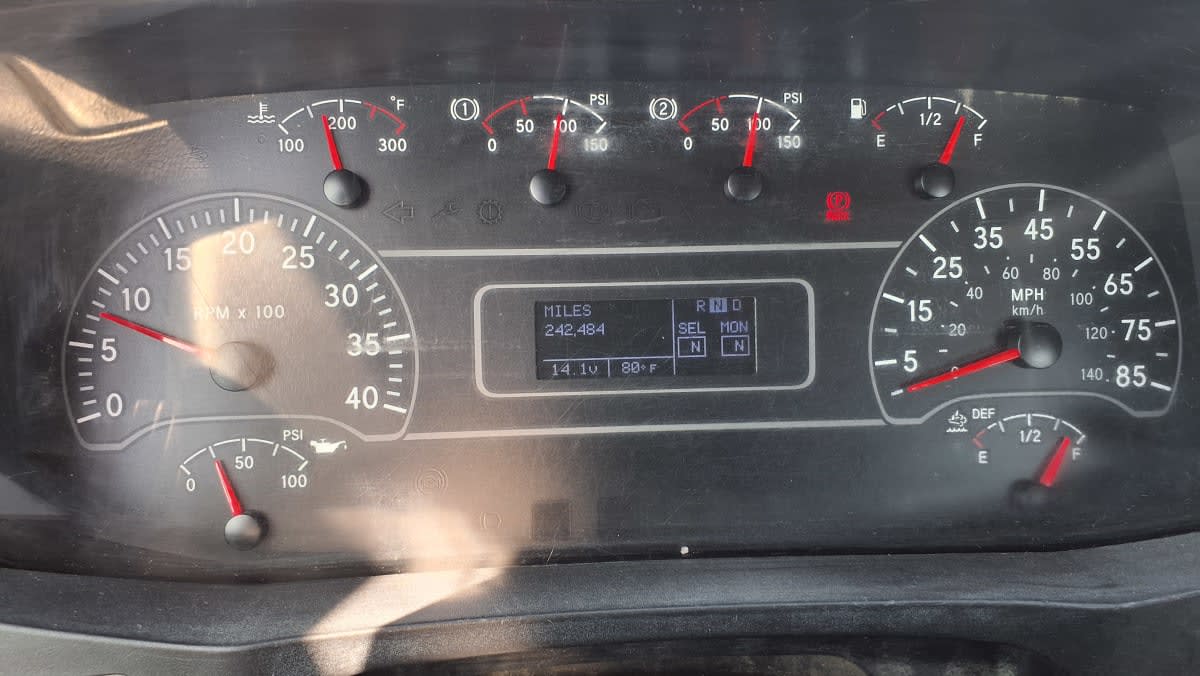 °F
200
100
300
(1)
PSI
50
100
0
150
(2)
PSI
50
100
0
150
1/2
E
F
P
0
5
10
15
20
25
30
35
40
RPM x 100
MILES
242,484
R N D
SEL MON
N N
14.1v 80°F
5
15
25
35
45
55
65
75
85
MPH
km/h
0
20
40
60
80
100
120
140
PSI
0
50
100
DEF
E
1/2
F